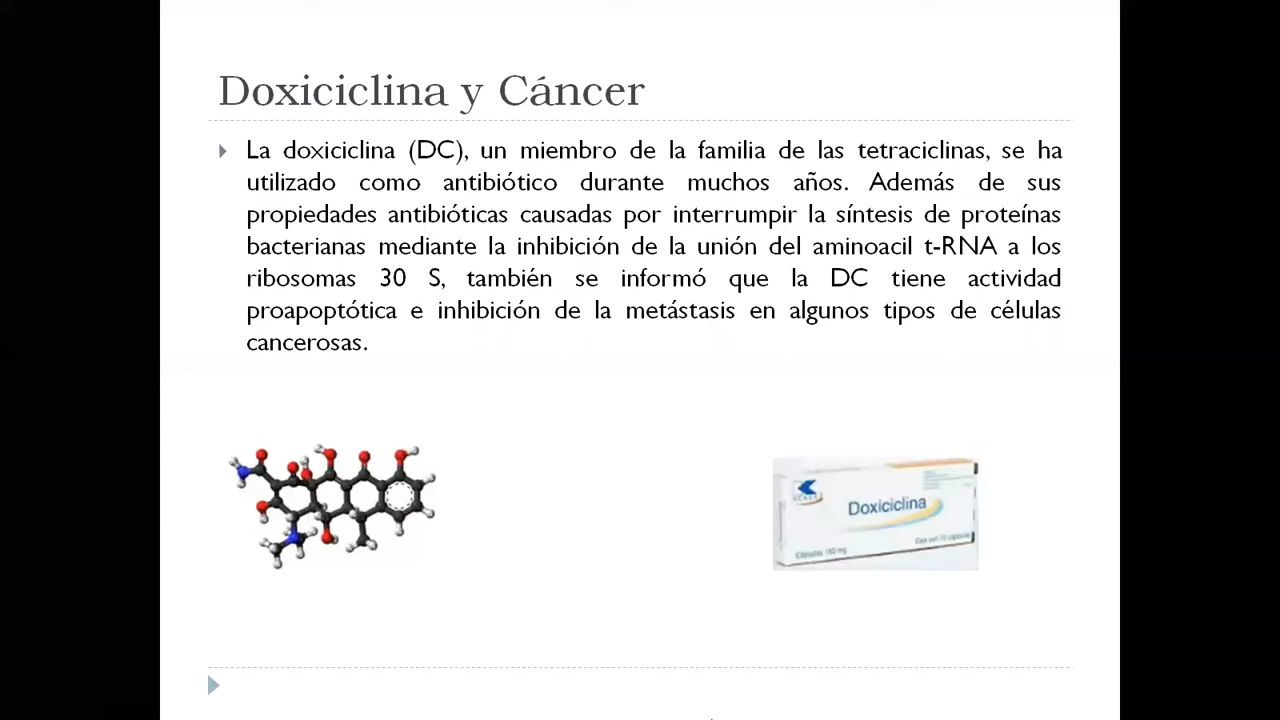 Doxiciclina y Cáncer
La doxiciclina (DC), un miembro de la familia de las tetraciclinas, se ha
utilizado como antibiótico durante muchos años. Además de sus
propiedades antibióticas causadas por interrumpir la síntesis de proteínas
bacterianas mediante la inhibición de la unión del aminoacil t-RNA a los
ribosomas 30 S, también se informó que la DC tiene actividad
proapoptótica e inhibición de la metástasis en algunos tipos de células
cancerosas.
Doxiciclina